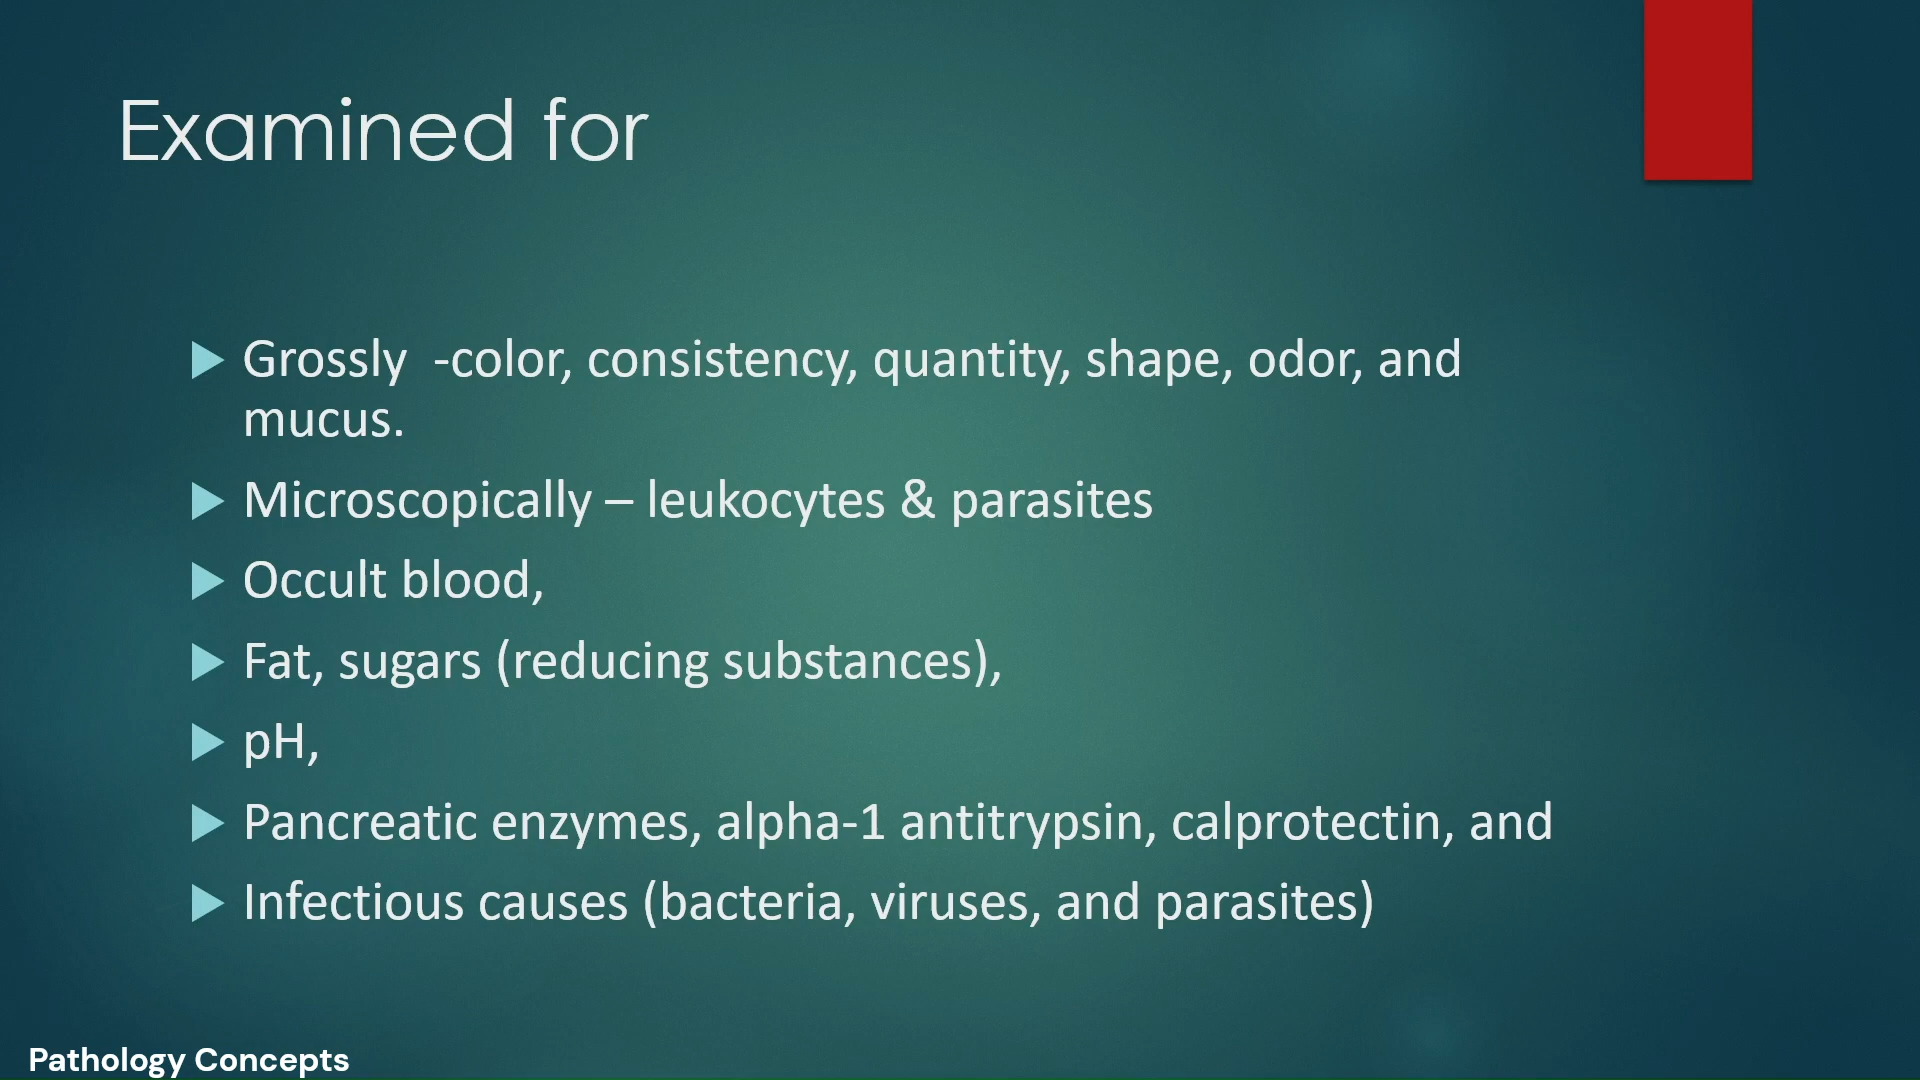 Examined for
Grossly  -color, consistency, quantity, shape, odor, and
mucus.
Microscopically – leukocytes & parasites
Occult blood,
Fat, sugars (reducing substances),
pH,
Pancreatic enzymes, alpha-1 antitrypsin, calprotectin, and
Infectious causes (bacteria, viruses, and parasites)
Pathology Concepts